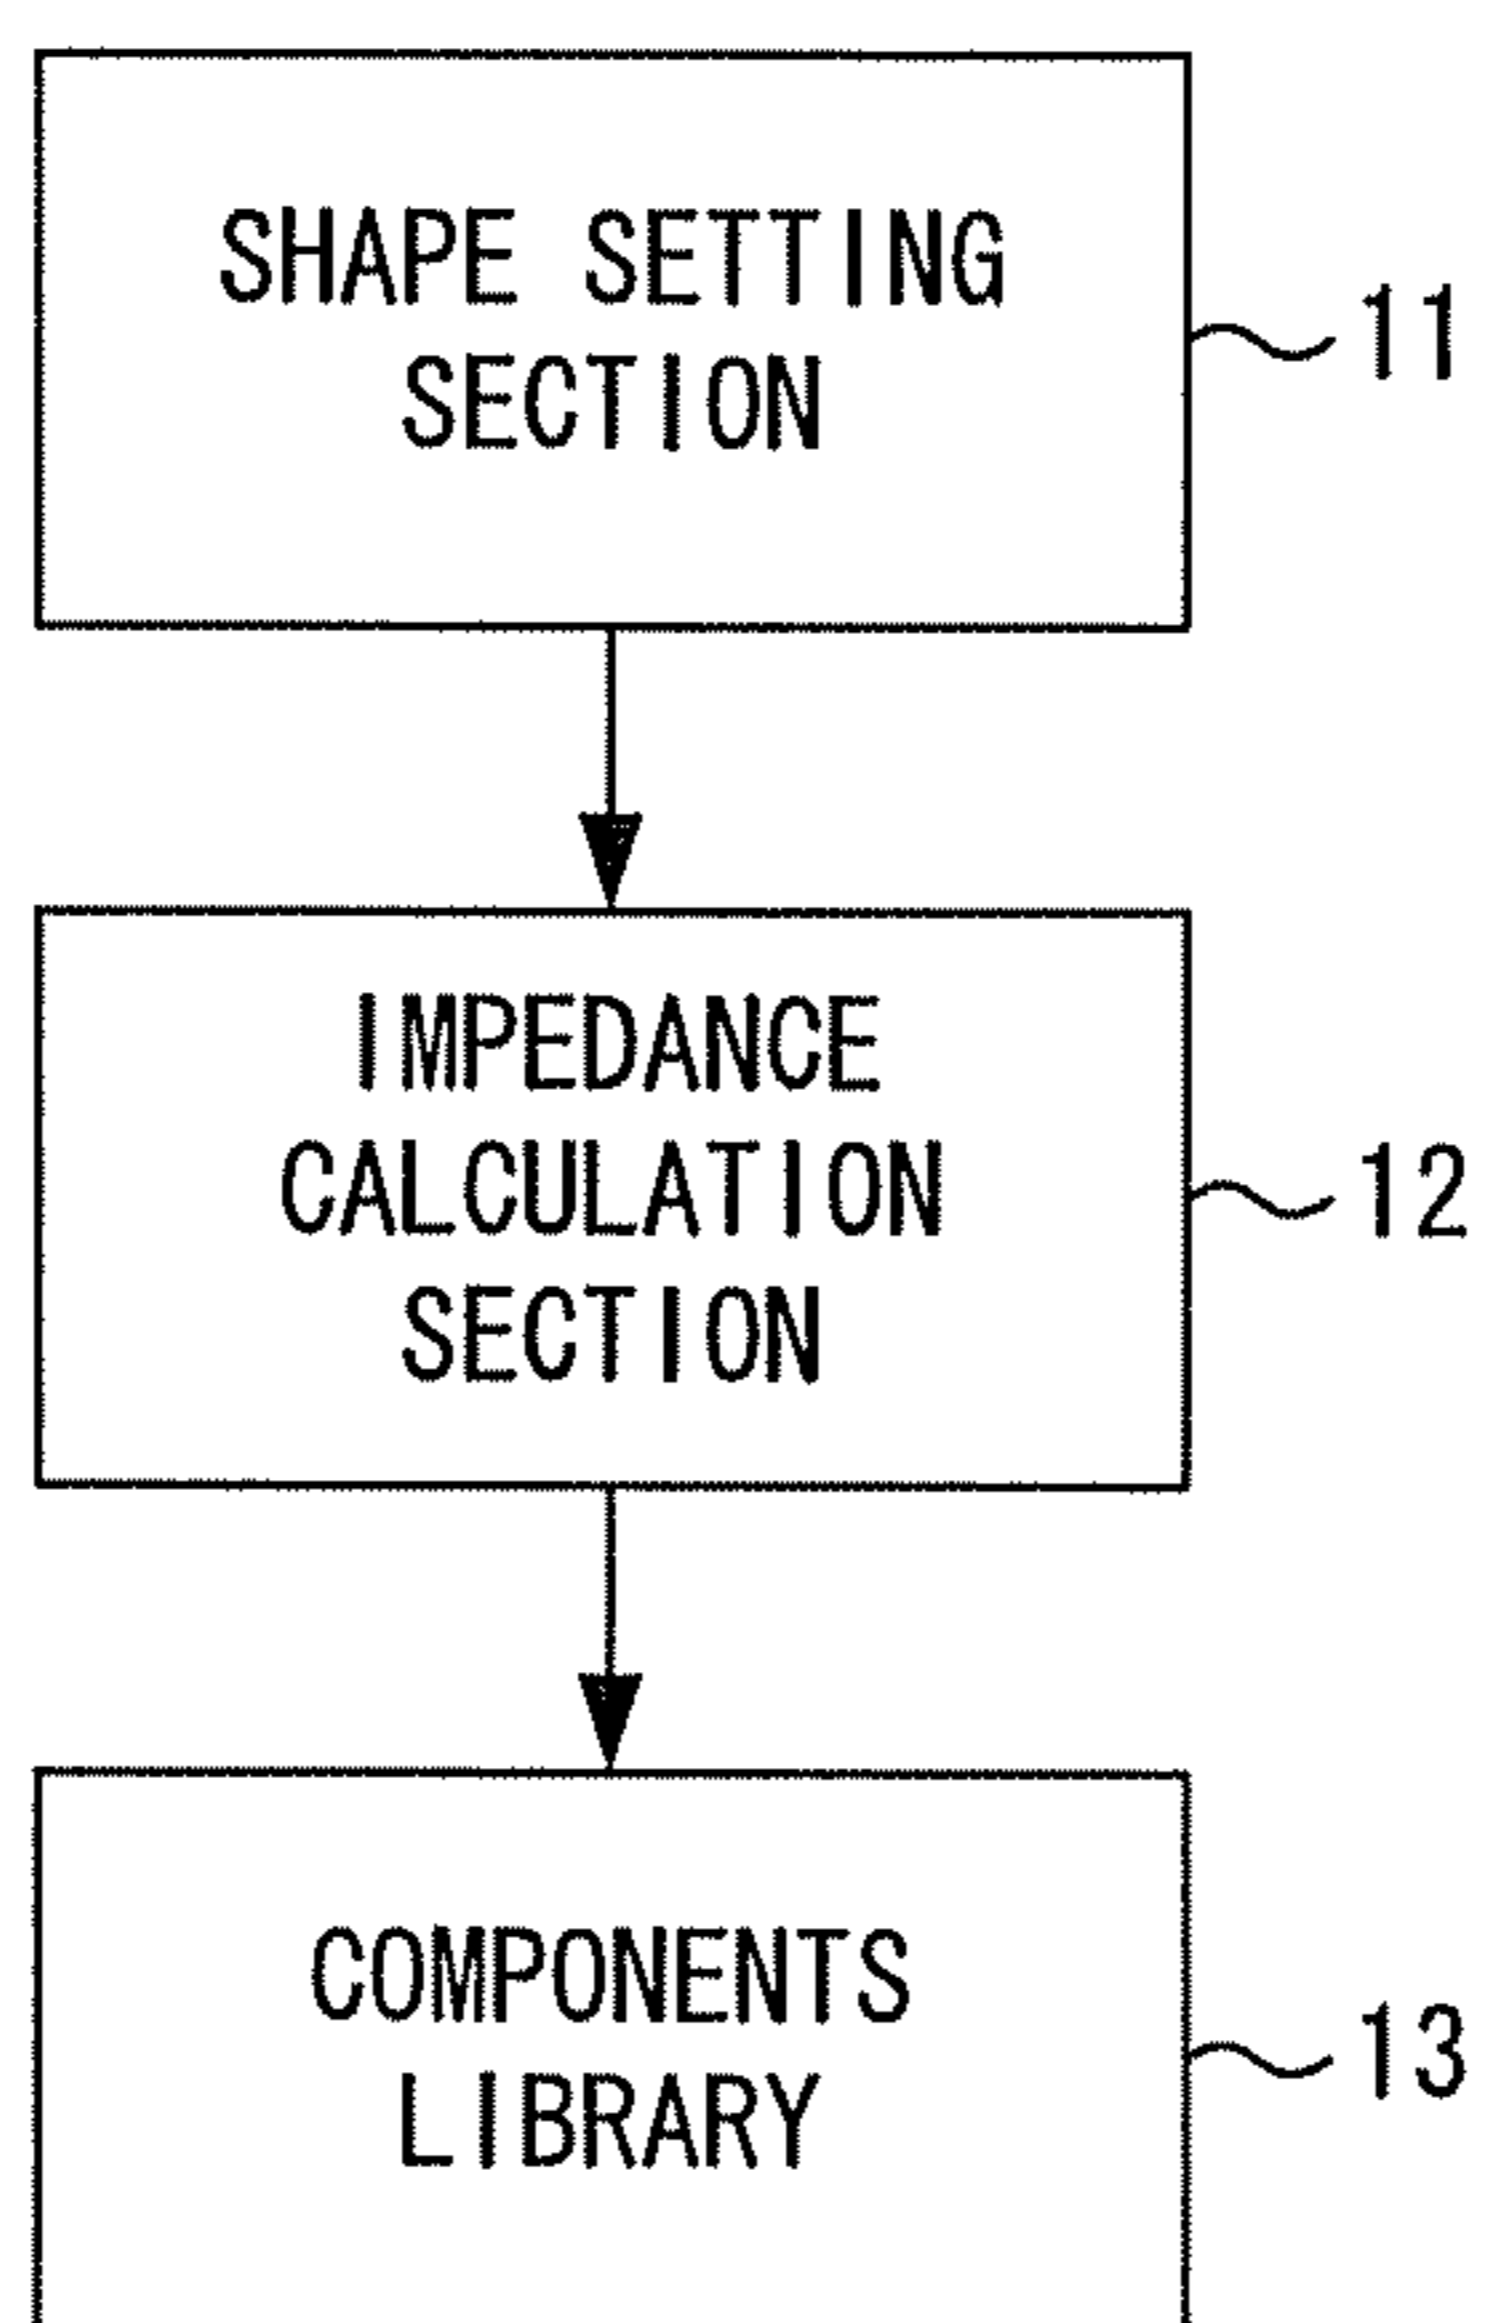 SHAPE SETTING
SECTION
11
IMPEDANCE
CALCULATION
SECTION
12
COMPONENTS
LIBRARY
13